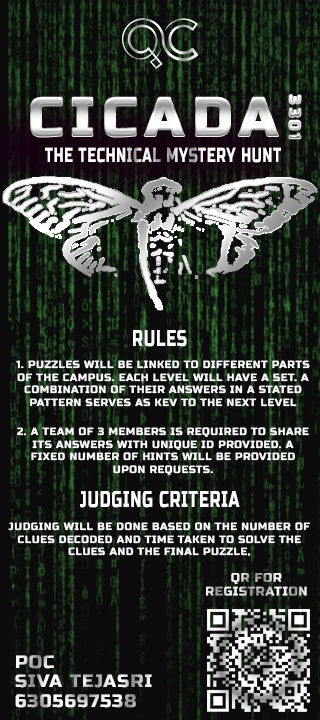 QC
CICADA
3301
THE TECHNICAL MYSTERY HUNT
RULES
1. PUZZLES WILL BE LINKED TO DIFFERENT PARTS
OF THE CAMPUS. EACH LEVEL WILL HAVE A SET. A
COMBINATION OF THEIR ANSWERS IN A STATED
PATTERN SERVES AS KEV TO THE NEXT LEVEL
2. A TEAM OF 3 MEMBERS IS REQUIRED TO SHARE
ITS ANSWERS WITH UNIQUE ID PROVIDED. A
FIXED NUMBER OF HINTS WILL BE PROVIDED
UPON REQUESTS.
JUDGING CRITERIA
JUDGING WILL BE DONE BASED ON THE NUMBER OF
CLUES DECODED AND TIME TAKEN TO SOLVE THE
CLUES AND THE FINAL PUZZLE.
QR FOR
REGISTRATION
POC
SIVA TEJASRI
6305697538